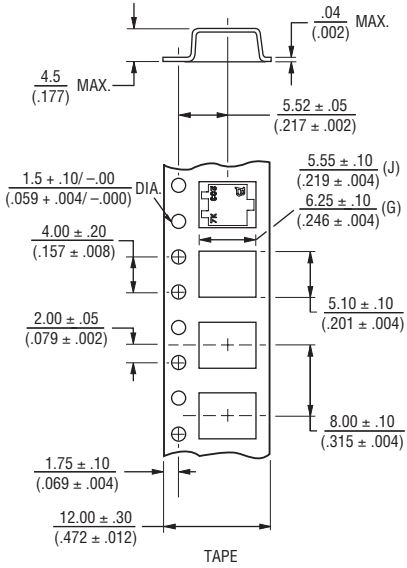 .04
(.002)
MAX.
4.5
(.177)
MAX.
5.52 ± .05
(.217 ± .002)
1.5 + .10/ –.00
(.059 + .004/ –.000)
DIA.
5.55 ± .10
(.219 ± .004)
(J)
6.25 ± .10
(.246 ± .004)
(G)
4.00 ± .20
(.157 ± .008)
5.10 ± .10
(.201 ± .004)
2.00 ± .05
(.079 ± .002)
8.00 ± .10
(.315 ± .004)
1.75 ± .10
(.069 ± .004)
12.00 ± .30
(.472 ± .012)
TAPE